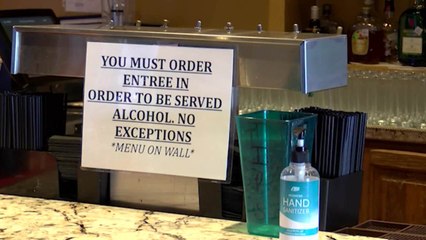 YOU MUST ORDER
ENTREE IN
ORDER TO BE SERVED
ALCOHOL. NO
EXCEPTIONS
*MENU ON WALL*
HAND
SANITIZER